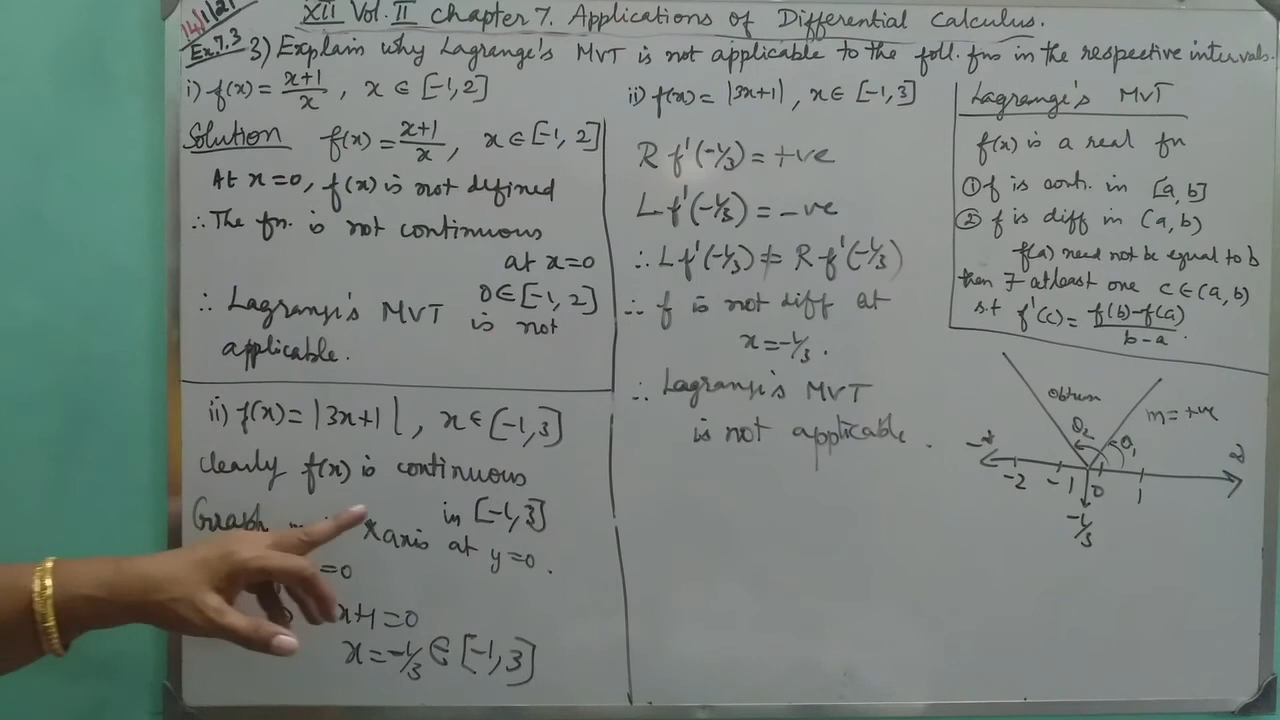 14/1/21
XII Vol. II Chapter 7. Applications of Differential Calculus.
Ex 7.3
3) Explain why Lagrange's MVT is not applicable to the foll. fns in the respective intervals.
i) f(x) = x+1/x , x ∈ [-1, 2]
Solution f(x) = x+1/x , x ∈ [-1, 2]
At x=0, f(x) is not defined
∴ The fn. is not continuous
at x=0
0 ∈ [-1, 2]
∴ Lagrange's MVT is not
applicable.
ii) f(x) = |3x+1| , x ∈ [-1, 3]
Clearly f(x) is continuous
in [-1, 3]
Graph x axis at y=0.
=0
x+1=0
x = -1/3 ∈ [-1, 3]
ii) f(x) = |3x+1| , x ∈ [-1, 3]
R f'(-1/3) = +ve
L f'(-1/3) = -ve
∴ L f'(-1/3) ≠ R f'(-1/3)
∴ f is not diff at
x = -1/3 .
∴ Lagrange's MVT
is not applicable .
Lagrange's MVT
f(x) is a real fn
① f is conti. in [a, b]
② f is diff in (a, b)
f(a) need not be equal to b
then ∃ atleast one c ∈ (a, b)
s.t f'(c) = f(b)-f(a)/b-a .
obtuse
m = +ve
θ2 θ1
-2 -1 0 1
-1/3